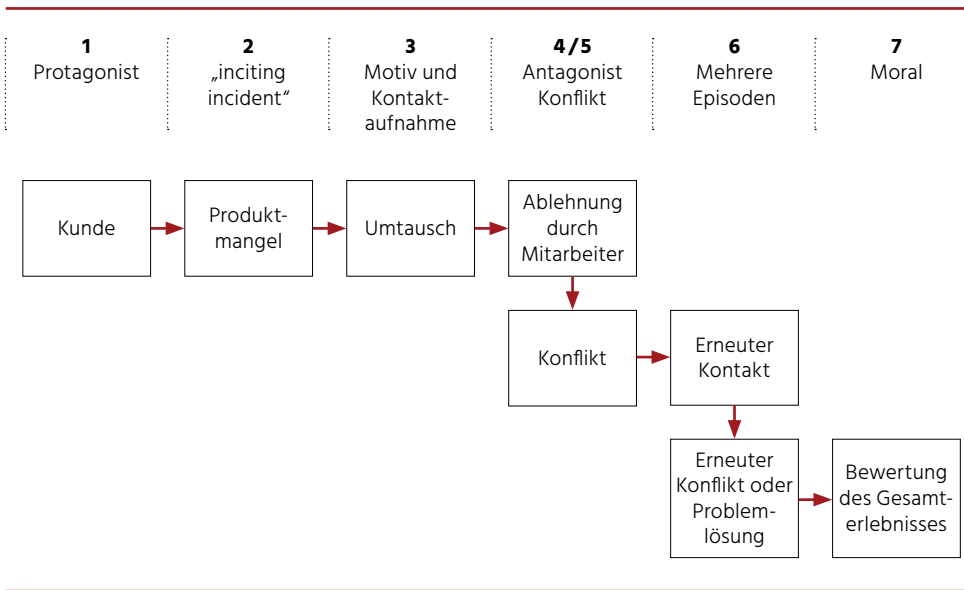 1
Protagonist
2
„inciting
incident“
3
Motiv und
Kontakt-
aufnahme
4/5
Antagonist
Konflikt
6
Mehrere
Episoden
7
Moral
Kunde
Produkt-
mangel
Umtausch
Ablehnung
durch
Mitarbeiter
Konflikt
Erneuter
Kontakt
Erneuter
Konflikt oder
Problem-
lösung
Bewertung
des Gesamt-
erlebnisses